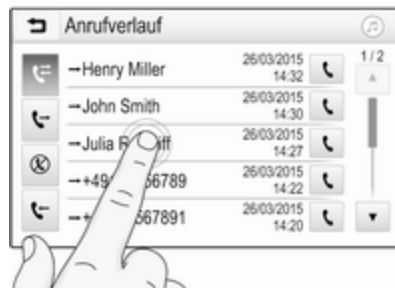 Anrufverlauf
→Henry Miller 26/03/2015 14:32 1/2
→John Smith 26/03/2015 14:30
→Julia 26/03/2015 14:27
26/03/2015 14:22
26/03/2015 14:20